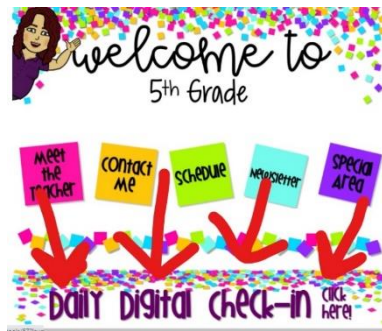 welcome to
5th Grade
Meet the Teacher
Contact Me
Schedule
Newsletter
Special Area
Daily Digital Check-in Click here!